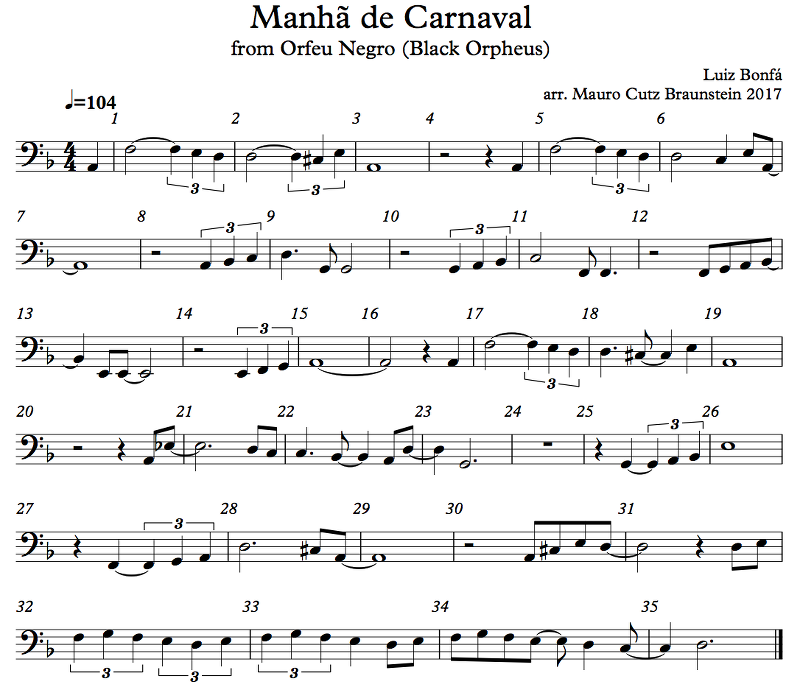 Manhã de Carnaval
from Orfeu Negro (Black Orpheus)
Luiz Bonfá
arr. Mauro Cutz Braunstein 2017
♩=104
1 2 3 4 5 6
4
4
3 3 3
7 8 9 10 11 12
3 3
13 14 15 16 17 18 19
3 3
20 21 22 23 24 25 26
3
27 28 29 30 31
3
32 33 34 35
3 3 3